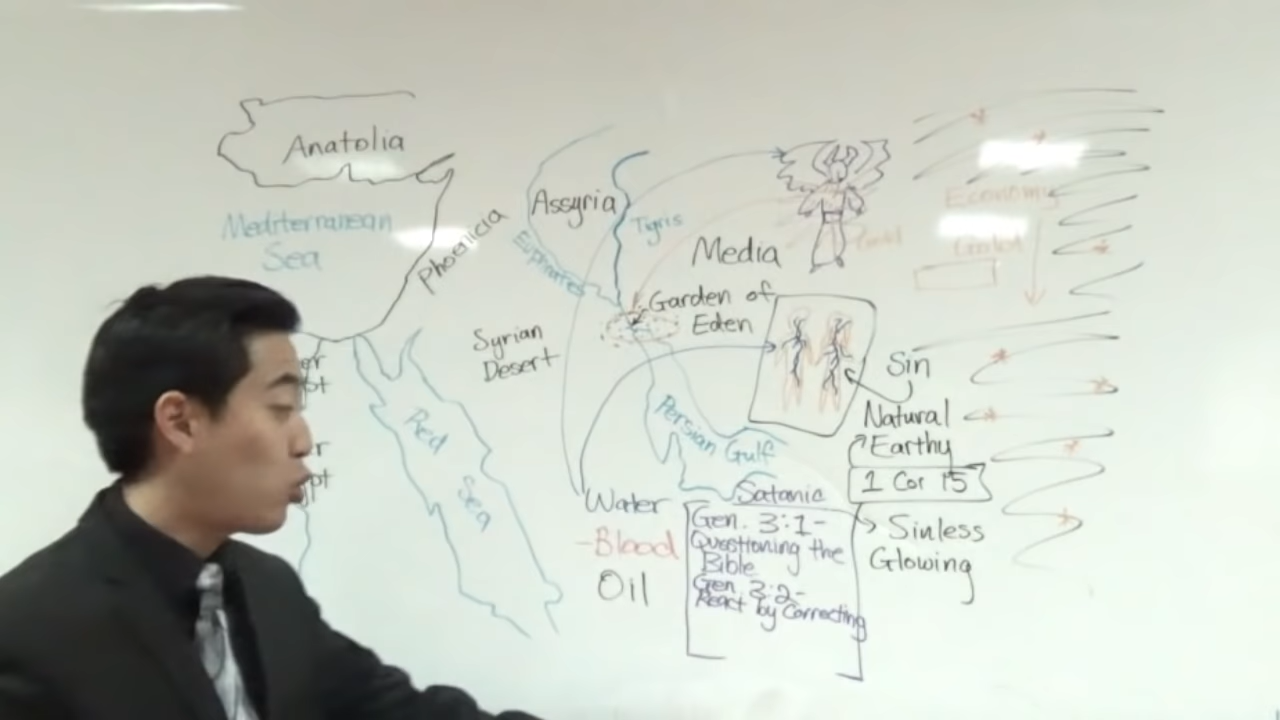 Anatolia
Mediterranean
Sea
Phoenicia
Assyria
Tigris
Euphrates
Media
Garden of
Eden
Syrian
Desert
Red
Sea
Persian
Gulf
Economy
Sin
Natural
Earthy
1 Cor 15
Sinless
Glowing
Water
-Blood
Oil
Satanic
Gen. 3:1-
Questioning the
Bible
Gen. 3:2-
React by Correcting